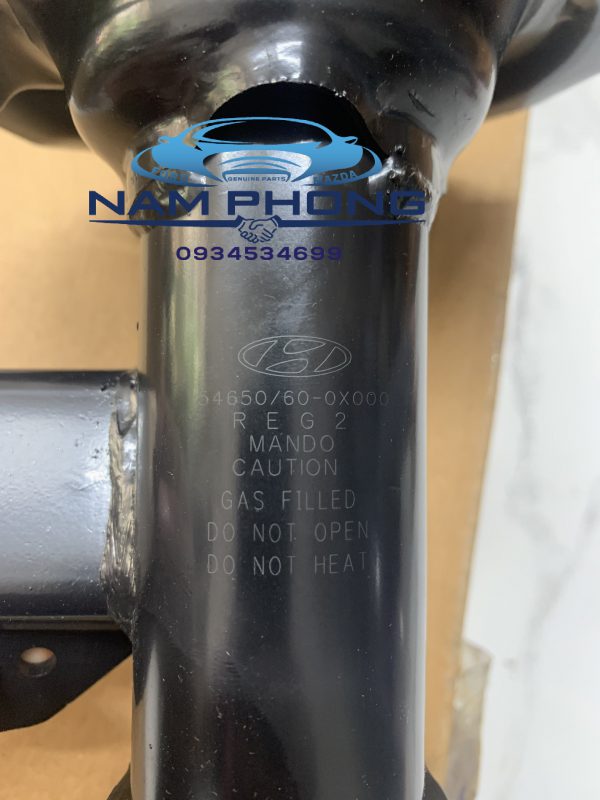 GENUINE PARTS
MAZDA
NAM PHONG
0934534699
54650/60-0X000
R E G 2
MANDO
CAUTION
GAS FILLED
DO NOT OPEN
DO NOT HEAT